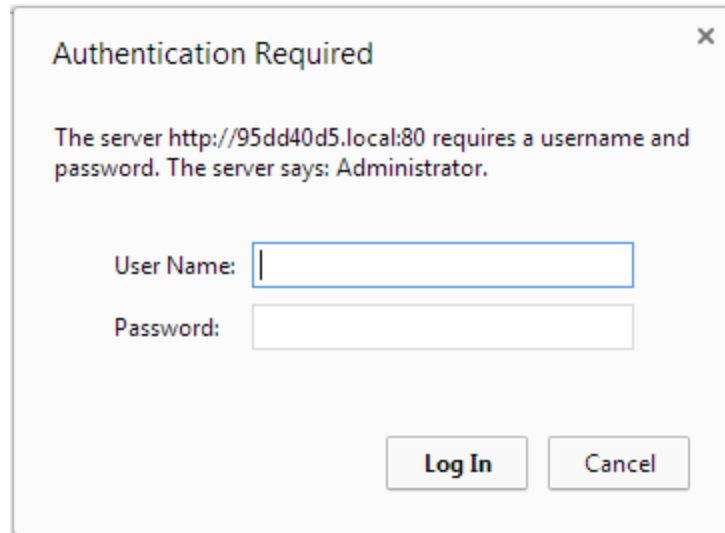 Authentication Required
The server http://95dd40d5.local:80 requires a username and
password. The server says: Administrator.
User Name:
Password:
Log In
Cancel